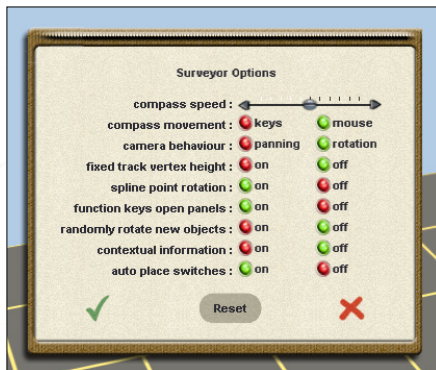 Surveyor Options
compass speed :
compass movement : keys mouse
camera behaviour : panning rotation
fixed track vertex height : on off
spline point rotation : on off
function keys open panels : on off
randomly rotate new objects : on off
contextual information : on off
auto place switches : on off
Reset